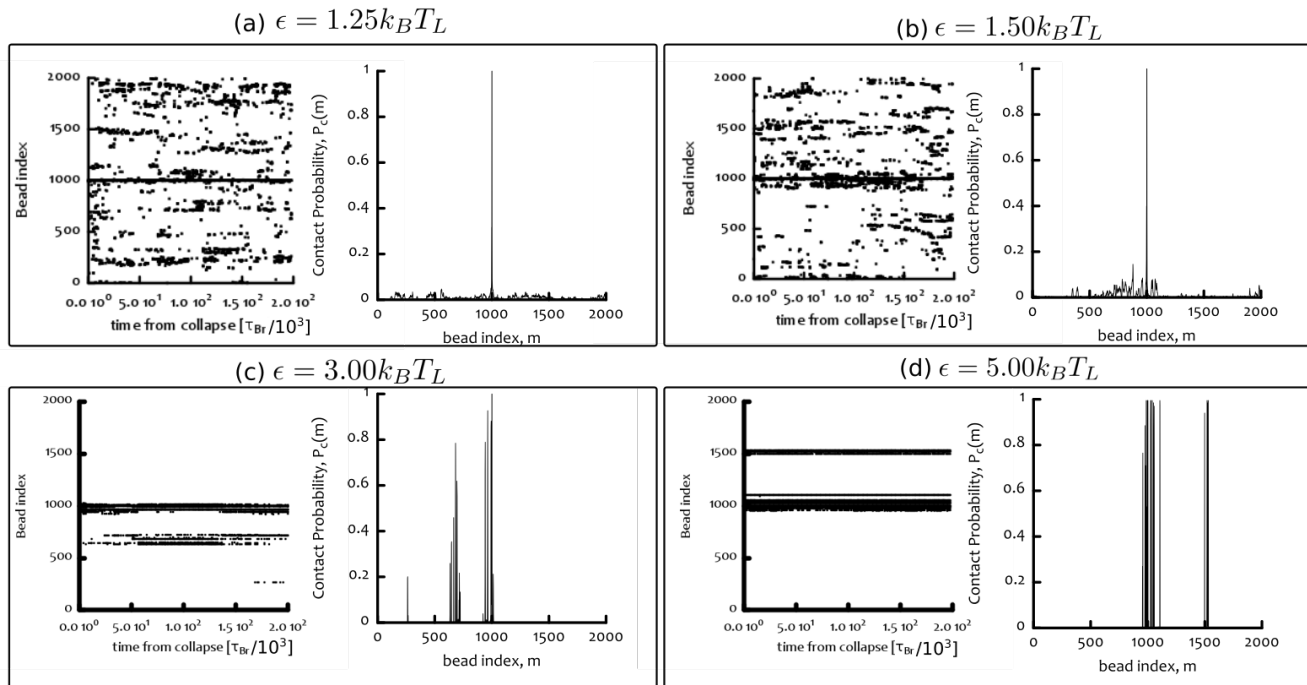 (a) ϵ = 1.25k_BT_L
2000
1500
1000
500
0
Bead index
0.0 10⁰ 5.0 10¹ 1.0 10² 1.5 10² 2.0 10²
time from collapse [τ_Br/10³]
1
0.8
0.6
0.4
0.2
0
Contact Probability, P_c(m)
0 500 1000 1500 2000
bead index, m
(b) ϵ = 1.50k_BT_L
2000
1500
1000
500
0
Bead index
0.0 10⁰ 5.0 10¹ 1.0 10² 1.5 10² 2.0 10²
time from collapse [τ_Br/10³]
1
0.8
0.6
0.4
0.2
0
Contact Probability, P_c(m)
0 500 1000 1500 2000
bead index, m
(c) ϵ = 3.00k_BT_L
2000
1500
1000
500
0
Bead index
0.0 10⁰ 5.0 10¹ 1.0 10² 1.5 10² 2.0 10²
time from collapse [τ_Br/10³]
1
0.8
0.6
0.4
0.2
0
Contact Probability, P_c(m)
0 500 1000 1500 2000
bead index, m
(d) ϵ = 5.00k_BT_L
2000
1500
1000
500
0
Bead index
0.0 10⁰ 5.0 10¹ 1.0 10² 1.5 10² 2.0 10²
time from collapse [τ_Br/10³]
1
0.8
0.6
0.4
0.2
0
Contact Probability, P_c(m)
0 500 1000 1500 2000
bead index, m